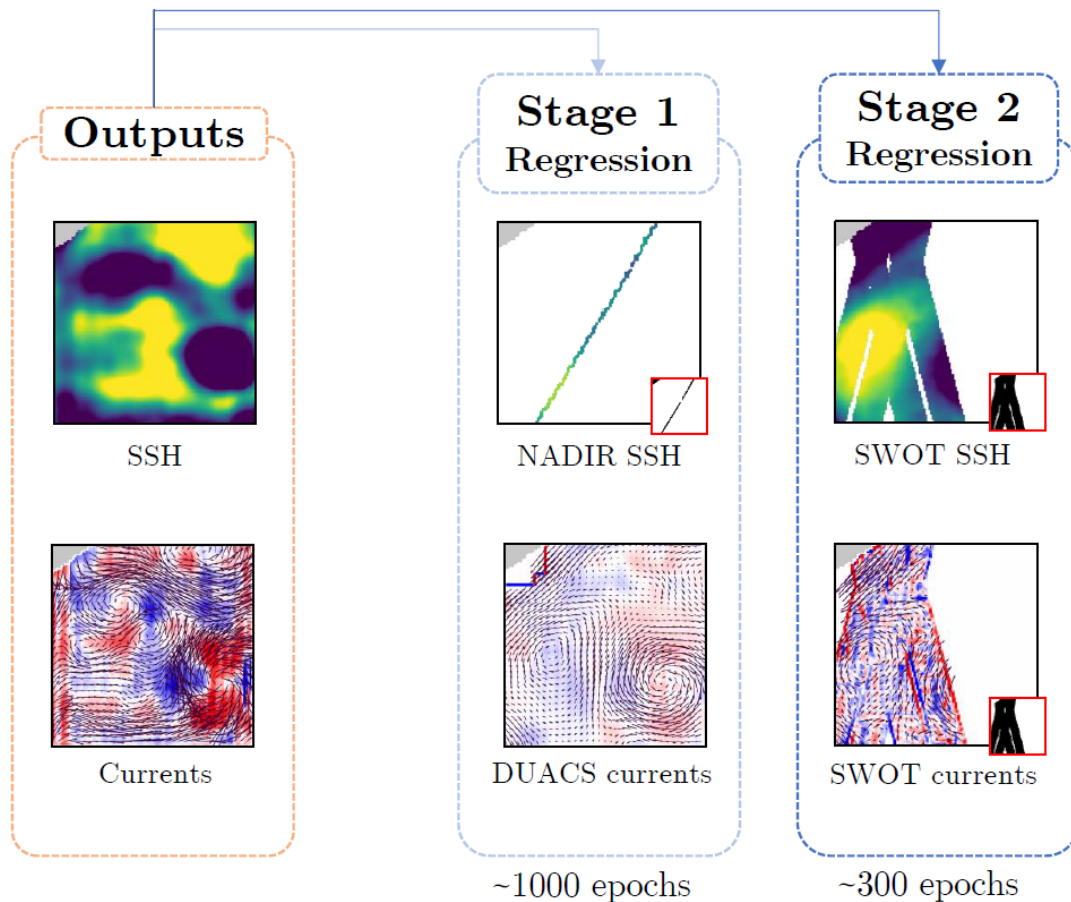 Outputs
SSH
Currents
Stage 1
Regression
NADIR SSH
DUACS currents
~1000 epochs
Stage 2
Regression
SWOT SSH
SWOT currents
~300 epochs